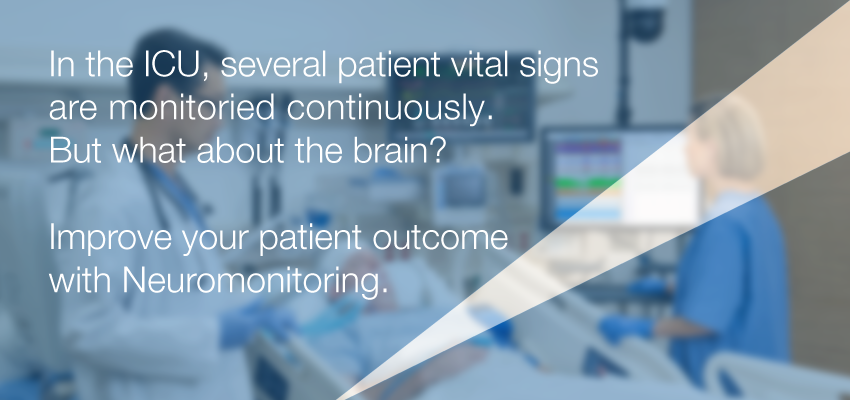 In the ICU, several patient vital signs
are monitoried continuously.
But what about the brain?
Improve your patient outcome
with Neuromonitoring.